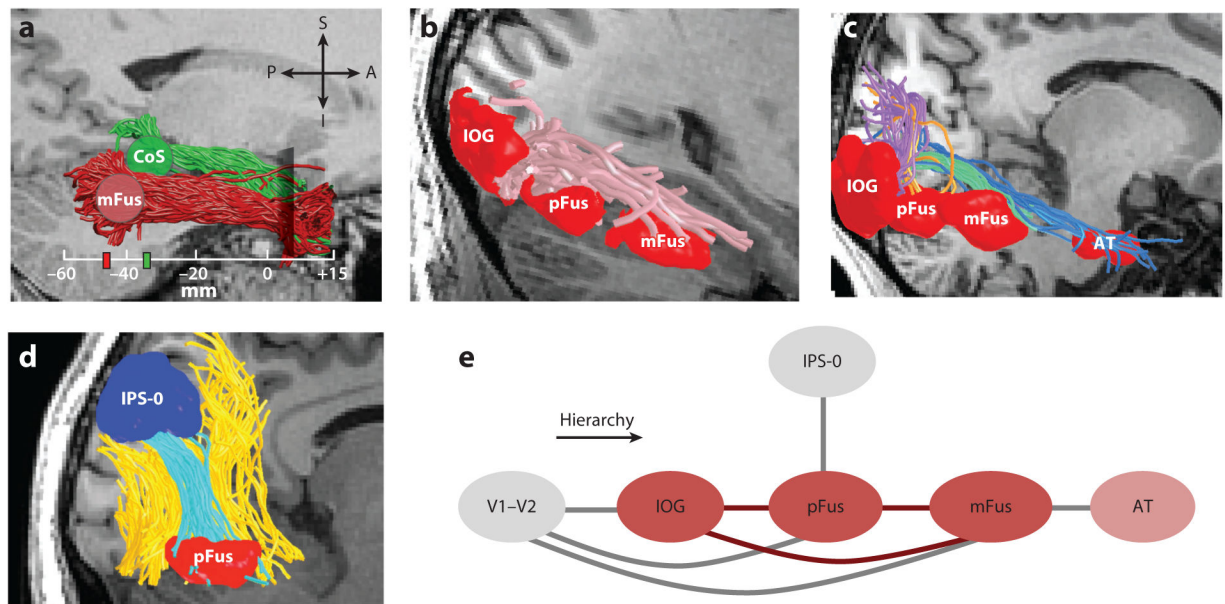 a
S
P
A
I
CoS
mFus
–60
–40
–20
0
+15
mm
b
IOG
pFus
mFus
c
IOG
pFus
mFus
AT
d
IPS-0
pFus
e
IPS-0
Hierarchy
V1–V2
IOG
pFus
mFus
AT